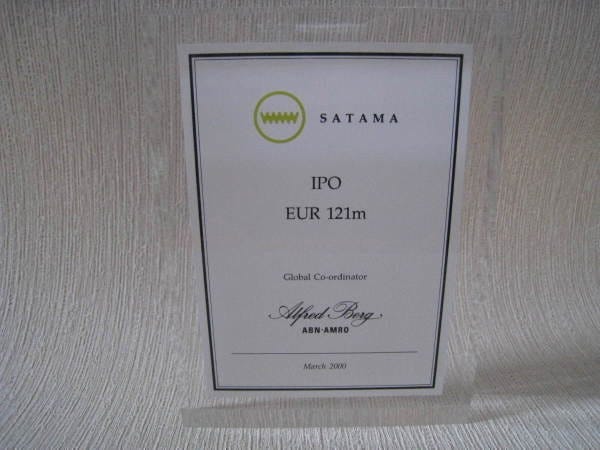 SATAMA
IPO
EUR 121m
Global Co-ordinator
Alfred Berg
ABN·AMRO
March 2000